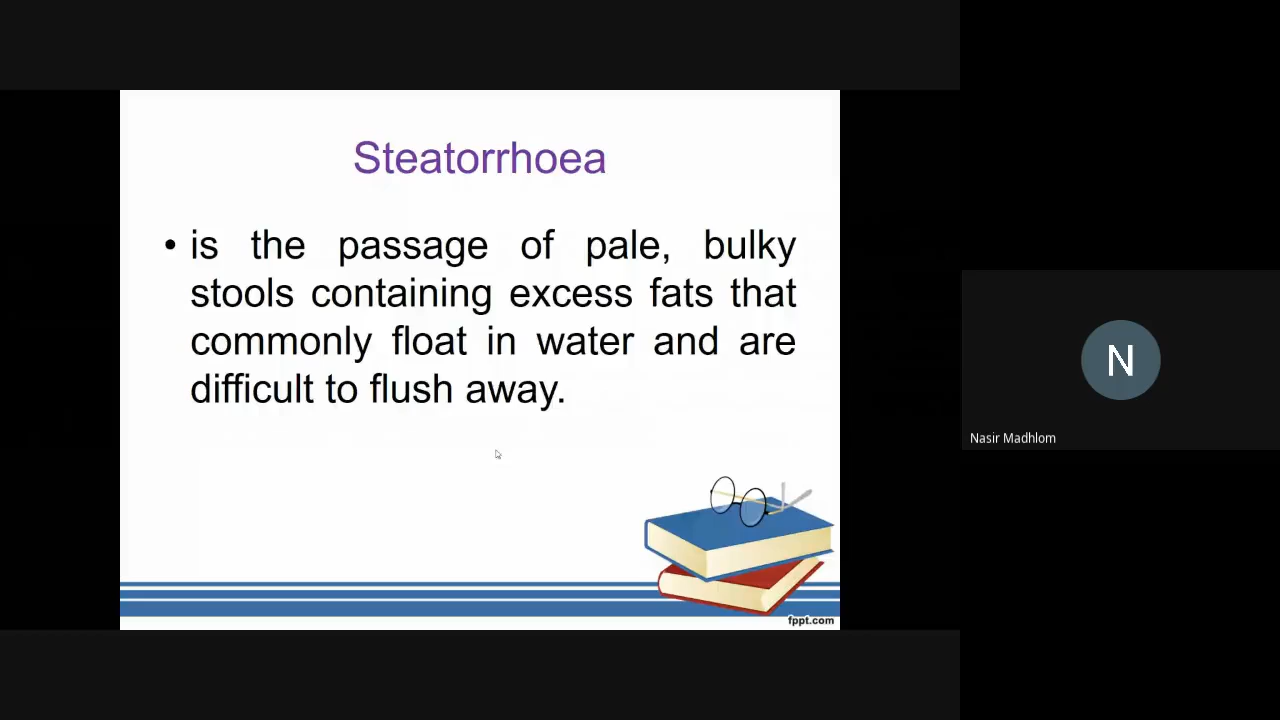 Steatorrhoea
• is the passage of pale, bulky
stools containing excess fats that
commonly float in water and are
difficult to flush away.
fppt.com
N
Nasir Madhlom